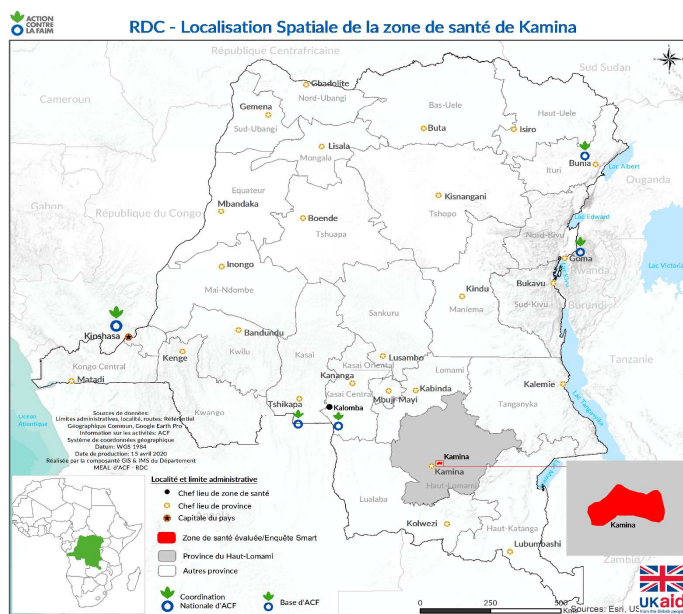 ACTION
CONTRE
LA FAIM
RDC - Localisation Spatiale de la zone de santé de Kamina
République Centrafricaine
Sud Sudan
Cameroun
Gbadolite
Nord-Ubangi
Gemena
Sud-Ubangi
Bas-Uele
Haut-Uele
Buta
Isiro
Lisala
Mongala
Bunia
Ituri
Lac Albert
Ouganda
Equateur
Kisnangani
Gabon
République du Congo
Mbandaka
Boende
Tshopo
Lac Edward
Tshuapa
Nord-Kivu
Goma
Inongo
Lac Victoria
Rwanda
Mai-Ndombe
Bukavu
Lac Kivu
Kindu
Sud-Kivu
Maniema
Burundi
Sankuru
Kinshasa
Bandundu
Kenge
Kwilu
Kasai
Lusambo
Tanzanie
Kongo Central
Kasai Oriental
Lomami
Matadi
Kananga
Kabinda
Kalemie
Kasai Central
Mbuji Mayi
Kwango
Tshikapa
Kalomba
Tanganyka
Lac Tanganyka
Océan
Atlantique
Sources de données:
Limites administratives, localité, routes: Référentiel
Géographique Commun, Google Earth Pro
Information sur les activités: ACF
Système de coordonnées géographique
Datum: WGS 1984
Date de production: 15 avril 2020
Réalisée par la composante GIS & IMS du Département
MEAL d'ACF - RDC
Kamina
Kamina
Haut-Lomami
Lualaba
Kamina
Kolwezi
Haut-Katanga
Lubumbashi
Zambie
Localité et limite administrative
Chef lieu de zone de santé
Chef lieu de province
Capitale du pays
Zone de santé évaluée/Enquête Smart
Province du Haut-Lomami
Autres province
Coordination
Nationale d'ACF
Base d'ACF
0
250
500
Km
Sources: Esri, US
UKaid
from the British people